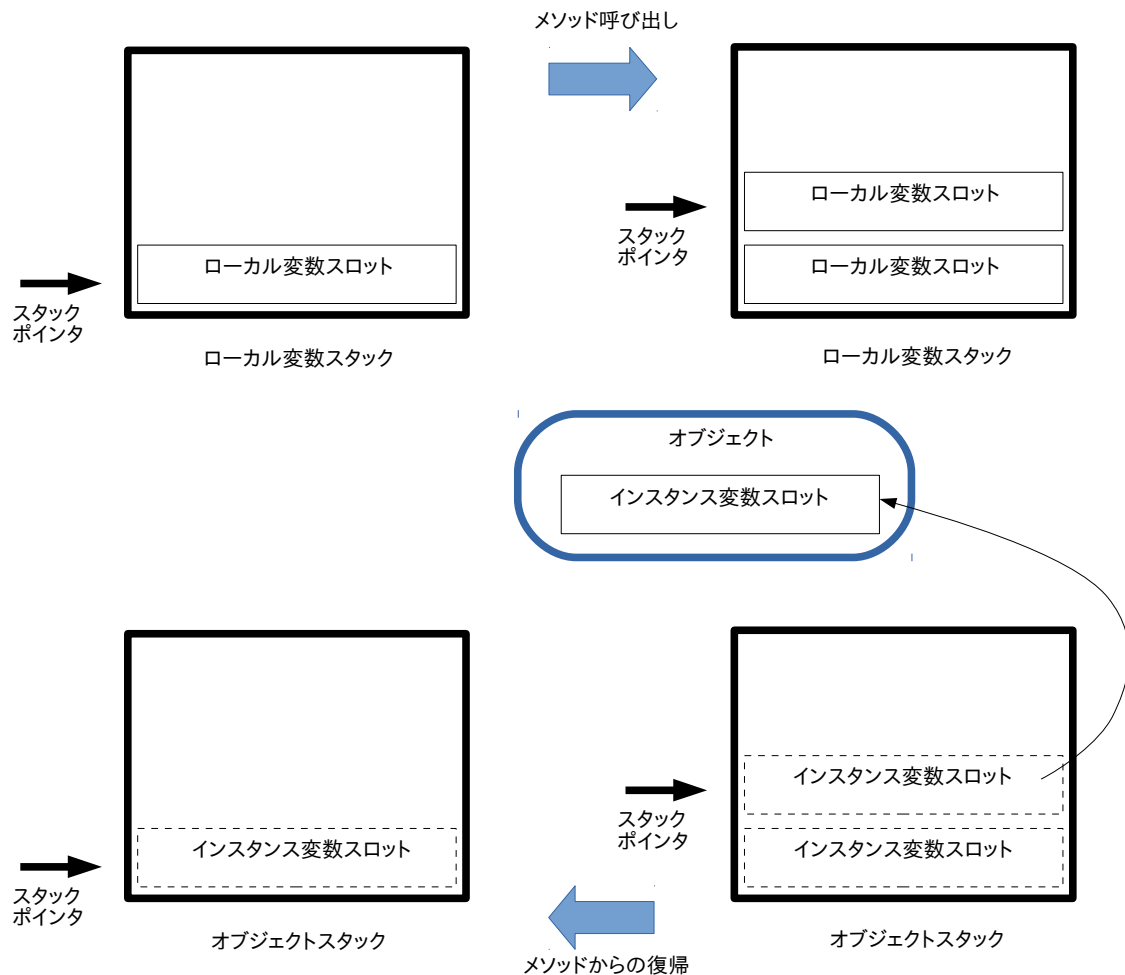 メソッド呼び出し
ローカル変数スロット
スタック
ポインタ
ローカル変数スタック
ローカル変数スロット
スタック
ポインタ
ローカル変数スロット
ローカル変数スタック
オブジェクト
インスタンス変数スロット
インスタンス変数スロット
スタック
ポインタ
オブジェクトスタック
インスタンス変数スロット
スタック
ポインタ
インスタンス変数スロット
オブジェクトスタック
メソッドからの復帰